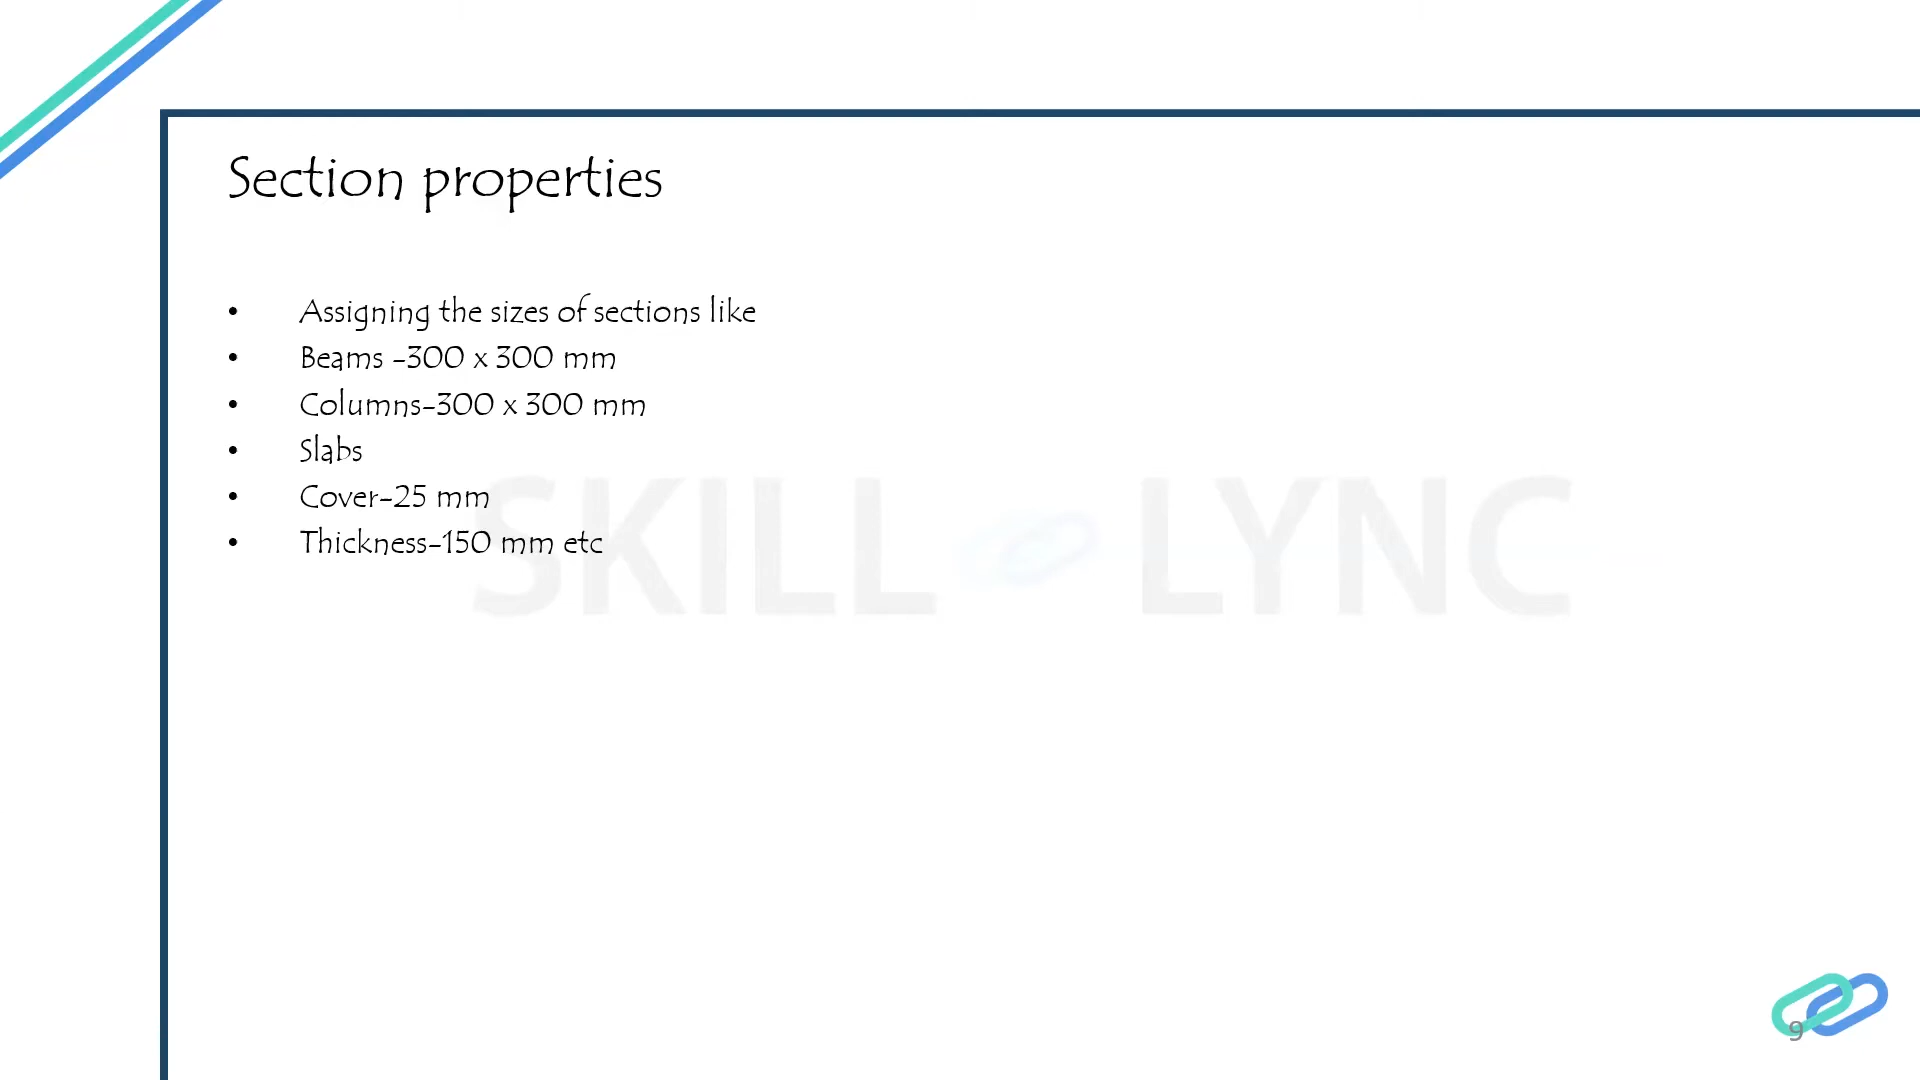 Section properties
• Assigning the sizes of sections like
• Beams -300 x 300 mm
• Columns-300 x 300 mm
• Slabs
• Cover-25 mm
• Thickness-150 mm etc
SKILL LYNC
9